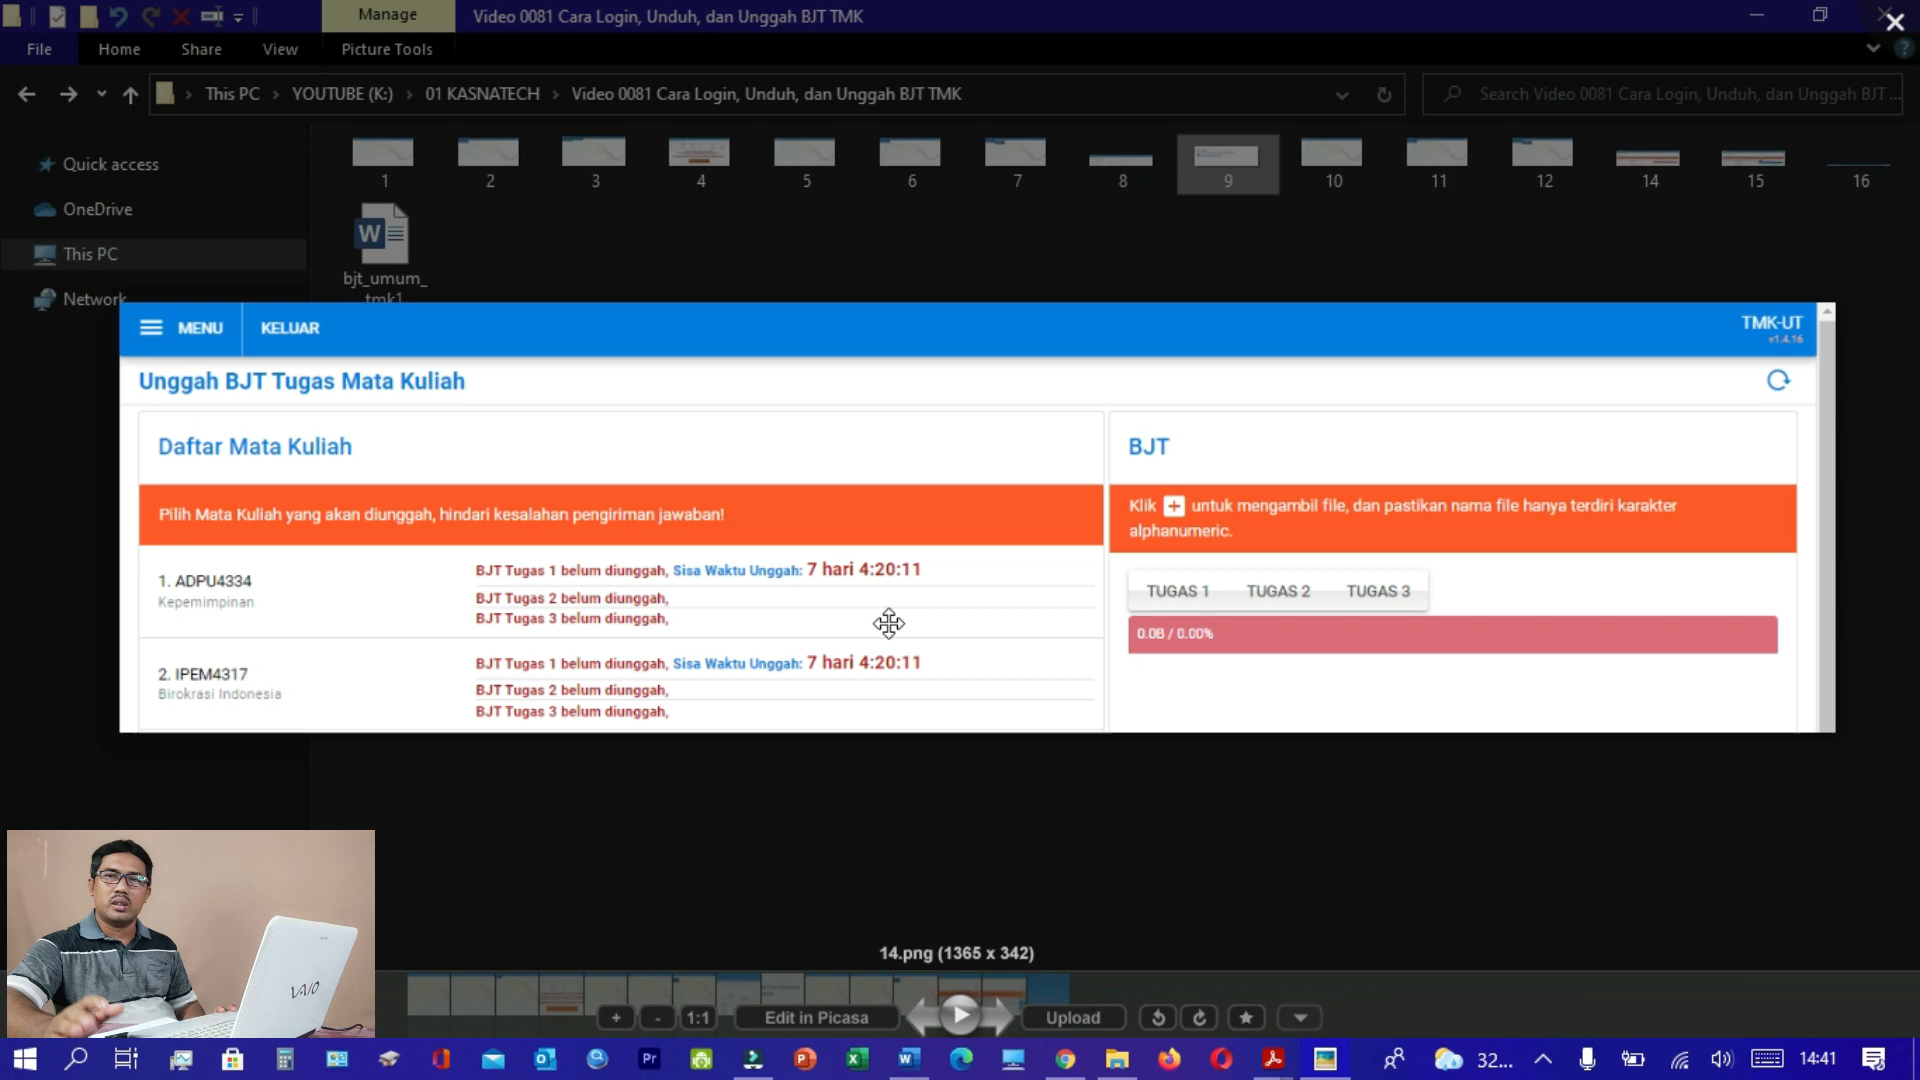 Manage
Video 0081 Cara Login, Unduh, dan Unggah BJT TMK
File
Home
Share
View
Picture Tools
This PC
YOUTUBE (K:)
01 KASNATECH
Video 0081 Cara Login, Unduh, dan Unggah BJT TMK
Search Video 0081 Cara Login, Unduh, dan Unggah BJT ...
Quick access
OneDrive
This PC
Network
1
2
3
4
5
6
7
8
9
10
11
12
14
15
16
W
bjt_umum_
tmk1
MENU
KELUAR
TMK-UT
v1.4.16
Unggah BJT Tugas Mata Kuliah
Daftar Mata Kuliah
Pilih Mata Kuliah yang akan diunggah, hindari kesalahan pengiriman jawaban!
1. ADPU4334
Kepemimpinan
BJT Tugas 1 belum diunggah, Sisa Waktu Unggah: 7 hari 4:20:11
BJT Tugas 2 belum diunggah,
BJT Tugas 3 belum diunggah,
2. IPEM4317
Birokrasi Indonesia
BJT Tugas 1 belum diunggah, Sisa Waktu Unggah: 7 hari 4:20:11
BJT Tugas 2 belum diunggah,
BJT Tugas 3 belum diunggah,
BJT
Klik + untuk mengambil file, dan pastikan nama file hanya terdiri karakter
alphanumeric.
TUGAS 1
TUGAS 2
TUGAS 3
0.0B / 0.00%
VAIO
14.png (1365 x 342)
+
-
1:1
Edit in Picasa
Upload
Pr
32...
14:41